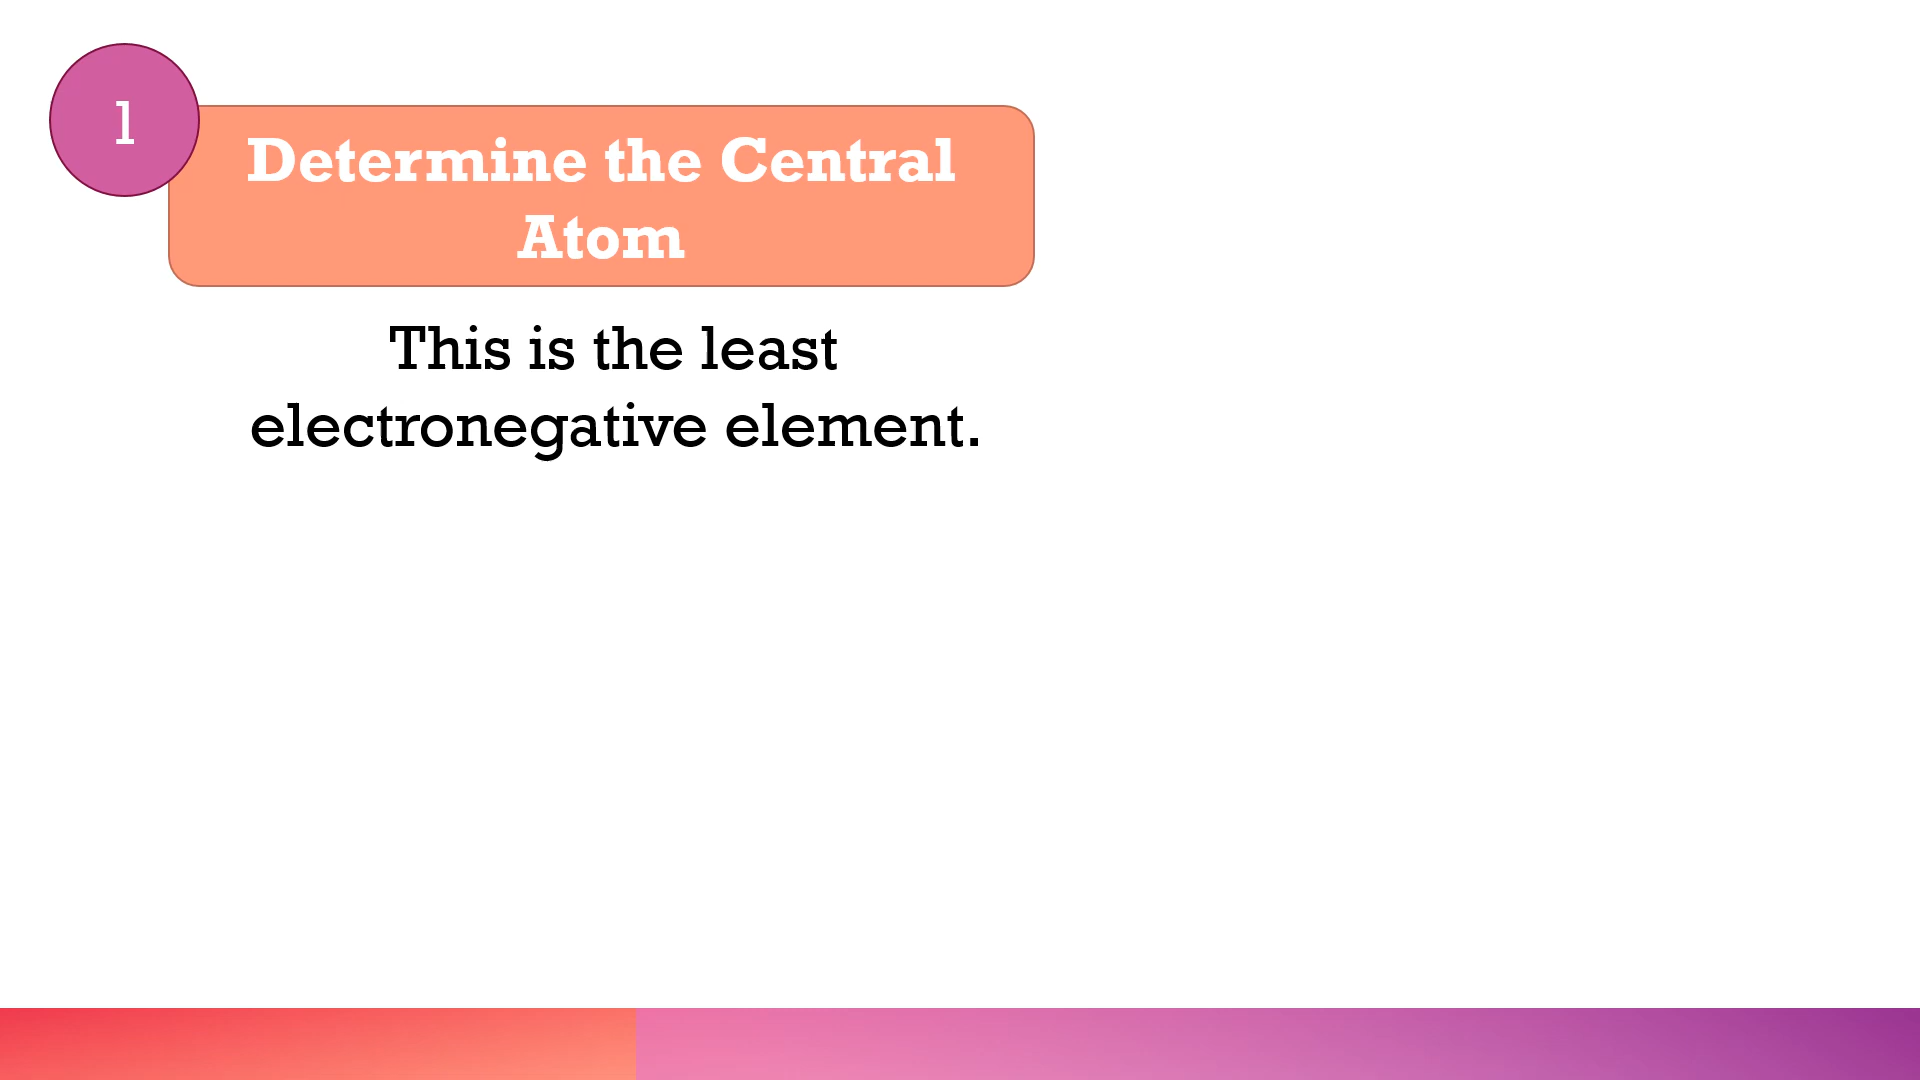 1
Determine the Central
Atom
This is the least
electronegative element.